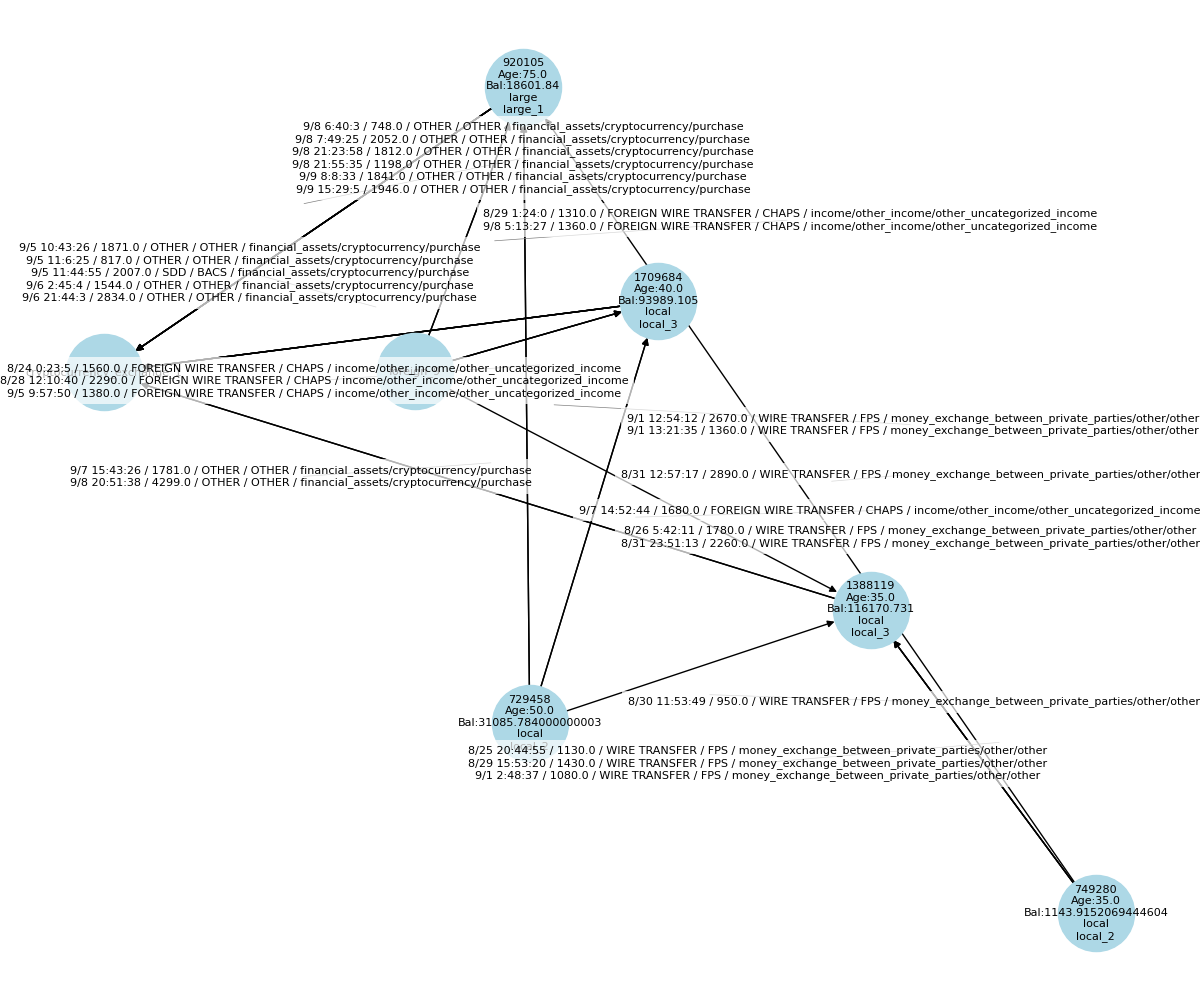 920105
Age:75.0
Bal:18601.84
large
large_1
9/8 6:40:3 / 748.0 / OTHER / OTHER / financial_assets/cryptocurrency/purchase
9/8 7:49:25 / 2052.0 / OTHER / OTHER / financial_assets/cryptocurrency/purchase
9/8 21:23:58 / 1812.0 / OTHER / OTHER / financial_assets/cryptocurrency/purchase
9/8 21:55:35 / 1198.0 / OTHER / OTHER / financial_assets/cryptocurrency/purchase
9/9 8:8:33 / 1841.0 / OTHER / OTHER / financial_assets/cryptocurrency/purchase
9/9 15:29:5 / 1946.0 / OTHER / OTHER / financial_assets/cryptocurrency/purchase
8/29 1:24:0 / 1310.0 / FOREIGN WIRE TRANSFER / CHAPS / income/other_income/other_uncategorized_income
9/8 5:13:27 / 1360.0 / FOREIGN WIRE TRANSFER / CHAPS / income/other_income/other_uncategorized_income
9/5 10:43:26 / 1871.0 / OTHER / OTHER / financial_assets/cryptocurrency/purchase
9/5 11:6:25 / 817.0 / OTHER / OTHER / financial_assets/cryptocurrency/purchase
9/5 11:44:55 / 2007.0 / SDD / BACS / financial_assets/cryptocurrency/purchase
9/6 2:45:4 / 1544.0 / OTHER / OTHER / financial_assets/cryptocurrency/purchase
9/6 21:44:3 / 2834.0 / OTHER / OTHER / financial_assets/cryptocurrency/purchase
1709684
Age:40.0
Bal:93989.105
local
local_3
8/24 0:23:5 / 1560.0 / FOREIGN WIRE TRANSFER / CHAPS / income/other_income/other_uncategorized_income
8/28 12:10:40 / 2290.0 / FOREIGN WIRE TRANSFER / CHAPS / income/other_income/other_uncategorized_income
9/5 9:57:50 / 1380.0 / FOREIGN WIRE TRANSFER / CHAPS / income/other_income/other_uncategorized_income
9/1 12:54:12 / 2670.0 / WIRE TRANSFER / FPS / money_exchange_between_private_parties/other/other
9/1 13:21:35 / 1360.0 / WIRE TRANSFER / FPS / money_exchange_between_private_parties/other/other
9/7 15:43:26 / 1781.0 / OTHER / OTHER / financial_assets/cryptocurrency/purchase
9/8 20:51:38 / 4299.0 / OTHER / OTHER / financial_assets/cryptocurrency/purchase
8/31 12:57:17 / 2890.0 / WIRE TRANSFER / FPS / money_exchange_between_private_parties/other/other
9/7 14:52:44 / 1680.0 / FOREIGN WIRE TRANSFER / CHAPS / income/other_income/other_uncategorized_income
8/26 5:42:11 / 1780.0 / WIRE TRANSFER / FPS / money_exchange_between_private_parties/other/other
8/31 23:51:13 / 2260.0 / WIRE TRANSFER / FPS / money_exchange_between_private_parties/other/other
1388119
Age:35.0
Bal:116170.731
local
local_3
8/30 11:53:49 / 950.0 / WIRE TRANSFER / FPS / money_exchange_between_private_parties/other/other
729458
Age:50.0
Bal:31085.784000000003
local
8/25 20:44:55 / 1130.0 / WIRE TRANSFER / FPS / money_exchange_between_private_parties/other/other
8/29 15:53:20 / 1430.0 / WIRE TRANSFER / FPS / money_exchange_between_private_parties/other/other
9/1 2:48:37 / 1080.0 / WIRE TRANSFER / FPS / money_exchange_between_private_parties/other/other
749280
Age:35.0
Bal:1143.9152069444604
local
local_2